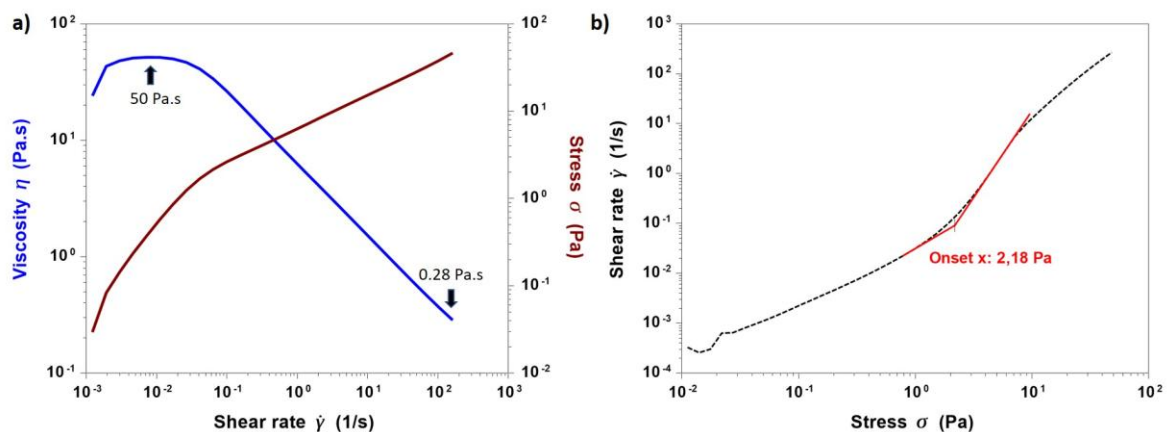 a)
10²
10¹
10⁰
10⁻¹
Viscosity η (Pa.s)
50 Pa.s
0.28 Pa.s
10⁻³
10⁻²
10⁻¹
10⁰
10¹
10²
10³
Shear rate γ̇ (1/s)
10²
10¹
10⁰
10⁻¹
10⁻²
Stress σ (Pa)
b)
10³
10²
10¹
10⁰
10⁻¹
10⁻²
10⁻³
10⁻⁴
Shear rate γ̇ (1/s)
Onset x: 2,18 Pa
10⁻²
10⁻¹
10⁰
10¹
10²
Stress σ (Pa)